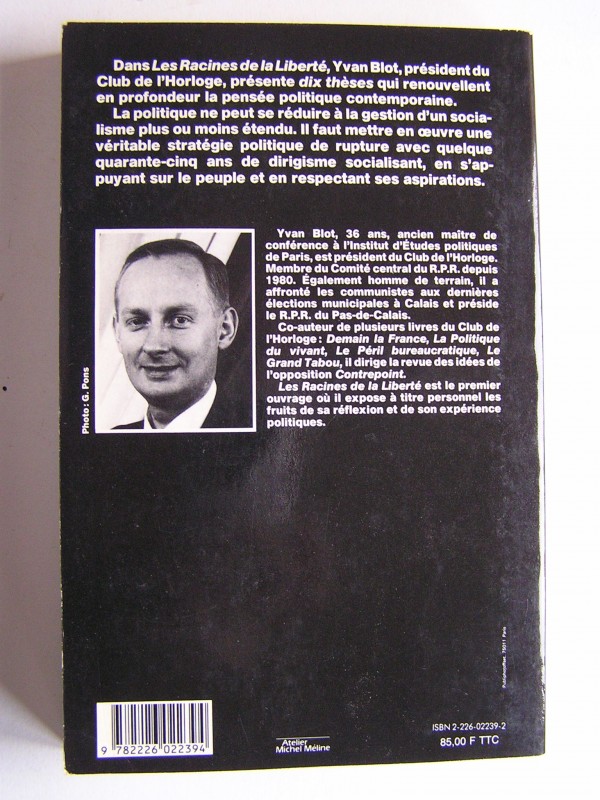 Dans Les Racines de la Liberté, Yvan Blot, président du
Club de l'Horloge, présente dix thèses qui renouvellent
en profondeur la pensée politique contemporaine.
La politique ne peut se réduire à la gestion d'un socia-
lisme plus ou moins étendu. Il faut mettre en œuvre une
véritable stratégie politique de rupture avec quelque
quarante-cinq ans de dirigisme socialisant, en s'ap-
puyant sur le peuple et en respectant ses aspirations.
Yvan Blot, 36 ans, ancien maître de
conférence à l'Institut d'Études politiques
de Paris, est président du Club de l'Horloge.
Membre du Comité central du R.P.R. depuis
1980. Également homme de terrain, il a
affronté les communistes aux dernières
élections municipales à Calais et préside
le R.P.R. du Pas-de-Calais.
Co-auteur de plusieurs livres du Club de
l'Horloge : Demain la France, La Politique
du vivant, Le Péril bureaucratique, Le
Grand Tabou, il dirige la revue des idées de
l'opposition Contrepoint.
Les Racines de la Liberté est le premier
ouvrage où il expose à titre personnel les
fruits de sa réflexion et de son expérience
politiques.
Photo : G. Pons
75011 Paris
9 782226 022394
Atelier
Michel Méline
ISBN 2-226-02239-2
85,00 F TTC